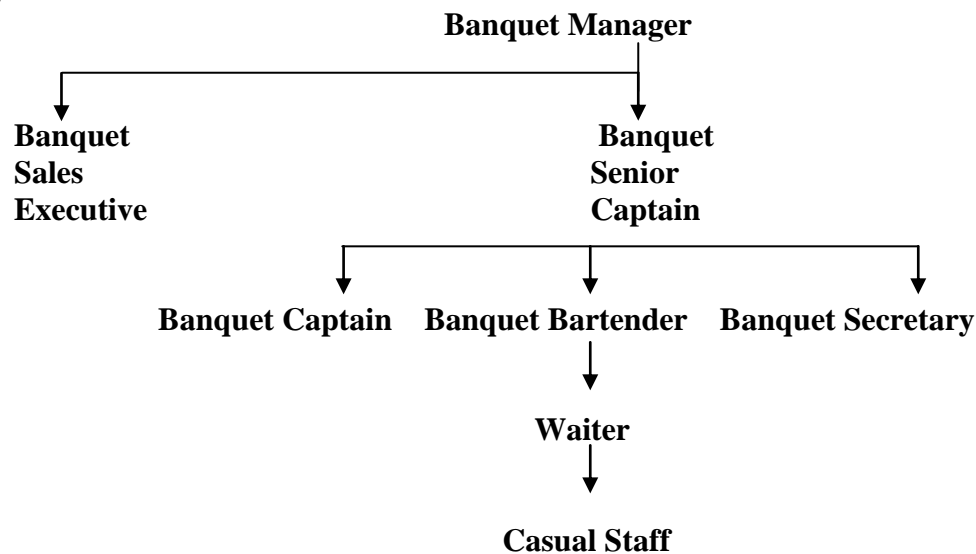 Banquet Manager
Banquet
Sales
Executive
Banquet
Senior
Captain
Banquet Captain
Banquet Bartender
Banquet Secretary
Waiter
Casual Staff